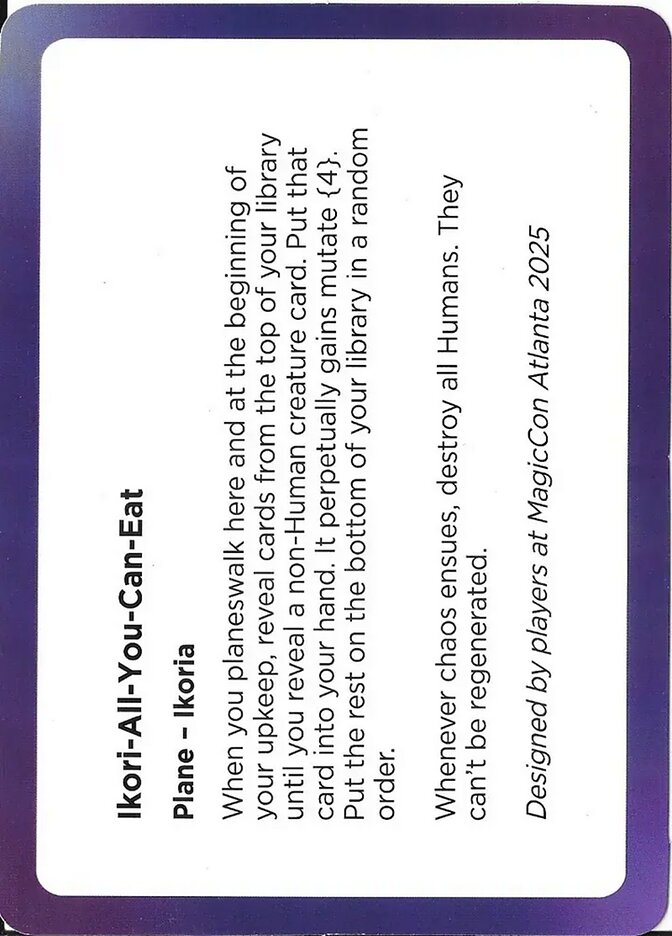 Ikori-All-You-Can-Eat
Plane – Ikoria
When you planeswalk here and at the beginning of
your upkeep, reveal cards from the top of your library
until you reveal a non-Human creature card. Put that
card into your hand. It perpetually gains mutate {4}.
Put the rest on the bottom of your library in a random
order.
Whenever chaos ensues, destroy all Humans. They
can't be regenerated.
Designed by players at MagicCon Atlanta 2025